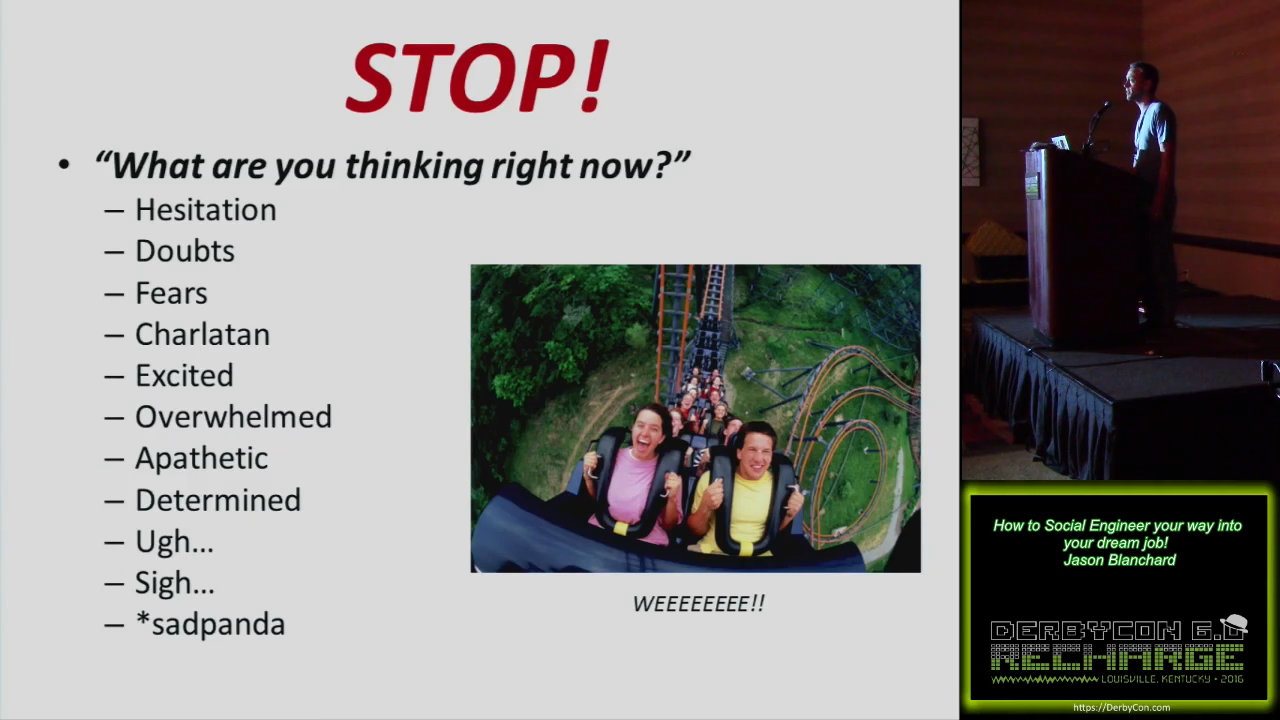 STOP!
• “What are you thinking right now?”
– Hesitation
– Doubts
– Fears
– Charlatan
– Excited
– Overwhelmed
– Apathetic
– Determined
– Ugh...
– Sigh...
– *sadpanda
WEEEEEEEE!!
How to Social Engineer your way into
your dream job!
Jason Blanchard
DERBYCON 6.0
RECHARGE
LOUISVILLE, KENTUCKY • 2016
https://DerbyCon.com